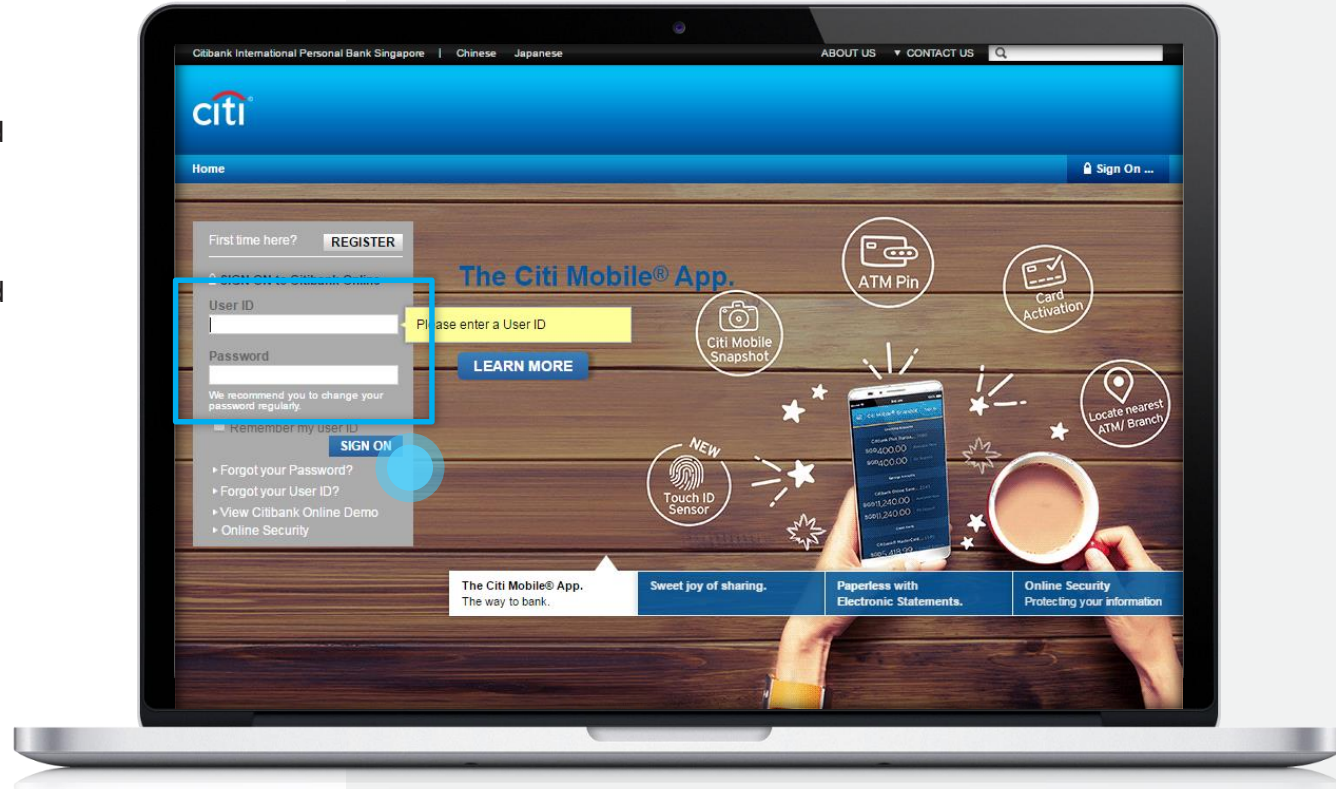 Citibank International Personal Bank Singapore | Chinese Japanese
ABOUT US ▼ CONTACT US
citi®
Home
Sign On ...
First time here? REGISTER
SIGN ON to Citibank Online
User ID
Please enter a User ID
Password
We recommend you to change your
password regularly.
Remember my user ID
SIGN ON
Forgot your Password?
Forgot your User ID?
View Citibank Online Demo
Online Security
The Citi Mobile® App.
LEARN MORE
ATM Pin
Card
Activation
Citi Mobile
Snapshot
Locate nearest
ATM/ Branch
NEW
Touch ID
Sensor
The Citi Mobile® App.
The way to bank.
Sweet joy of sharing.
Paperless with
Electronic Statements.
Online Security
Protecting your information